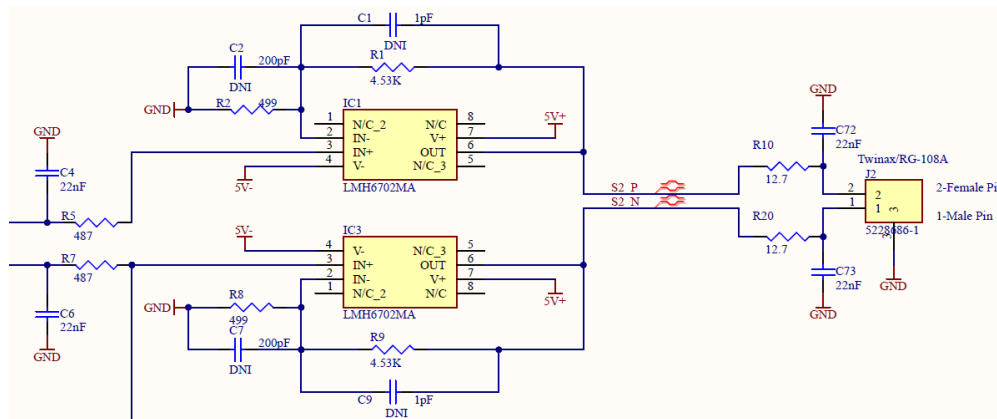 C1
1pF
DNI
C2
200pF
R1
DNI
4.53K
GND
R2
499
IC1
1
N/C_2
N/C
8
2
IN-
V+
7
5V+
3
IN+
OUT
6
4
V-
N/C_3
5
5V-
LMH6702MA
GND
C4
22nF
R5
487
GND
C72
22nF
R10
12.7
Twinax/RG-108A
J2
2
2
2-Female Pi
1
1
3
1-Male Pin
5228686-1
3
S2_P
S2_N
R20
12.7
C73
22nF
GND
GND
5V-
IC3
4
V-
N/C_3
5
3
IN+
OUT
6
2
IN-
V+
7
1
N/C_2
N/C
8
5V+
LMH6702MA
R7
487
C6
22nF
GND
GND
R8
499
C7
200pF
DNI
R9
4.53K
C9
1pF
DNI